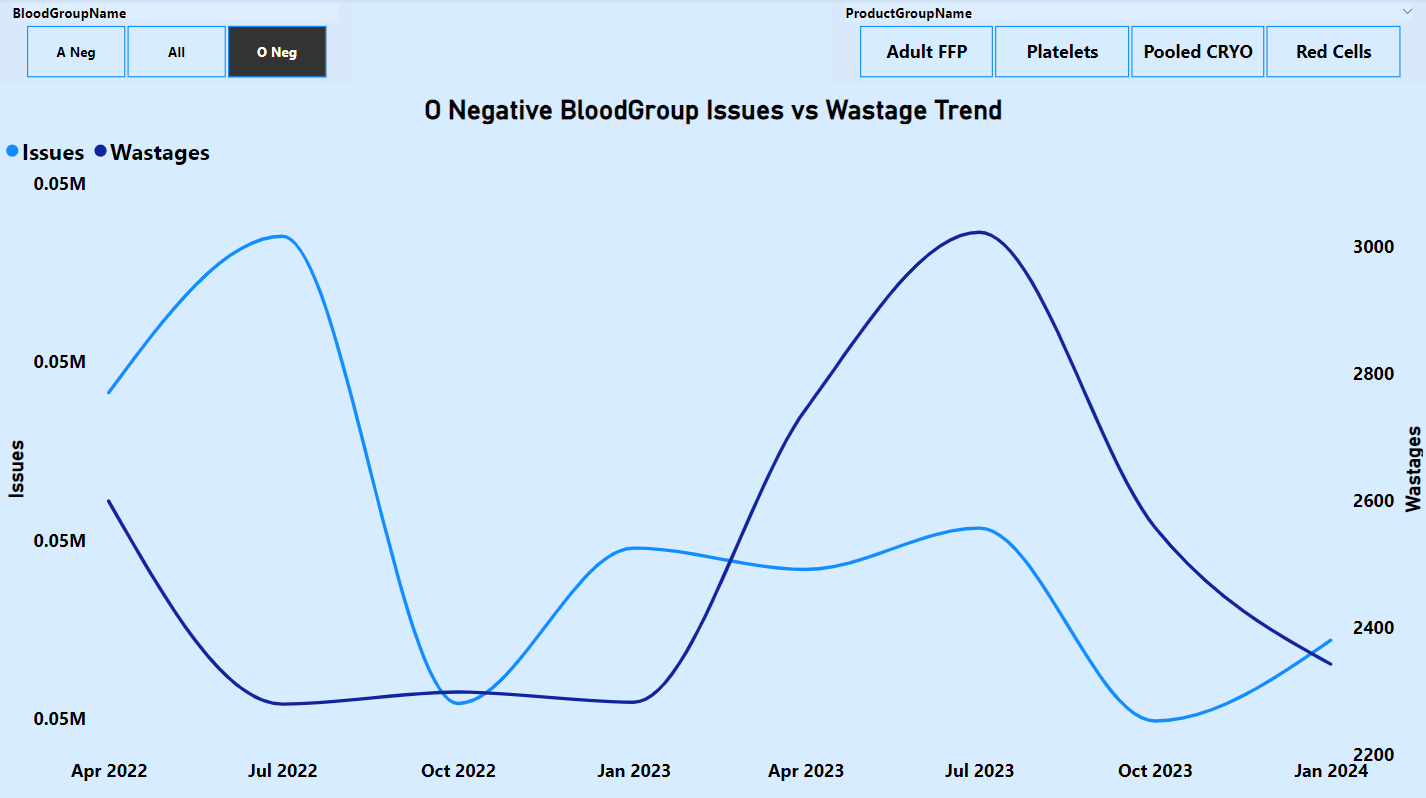 BloodGroupName
ProductGroupName
A Neg
All
O Neg
Adult FFP
Platelets
Pooled CRYO
Red Cells
O Negative BloodGroup Issues vs Wastage Trend
Issues
Wastages
0.05M
0.05M
0.05M
0.05M
Issues
3000
2800
2600
2400
2200
Wastages
Apr 2022
Jul 2022
Oct 2022
Jan 2023
Apr 2023
Jul 2023
Oct 2023
Jan 2024